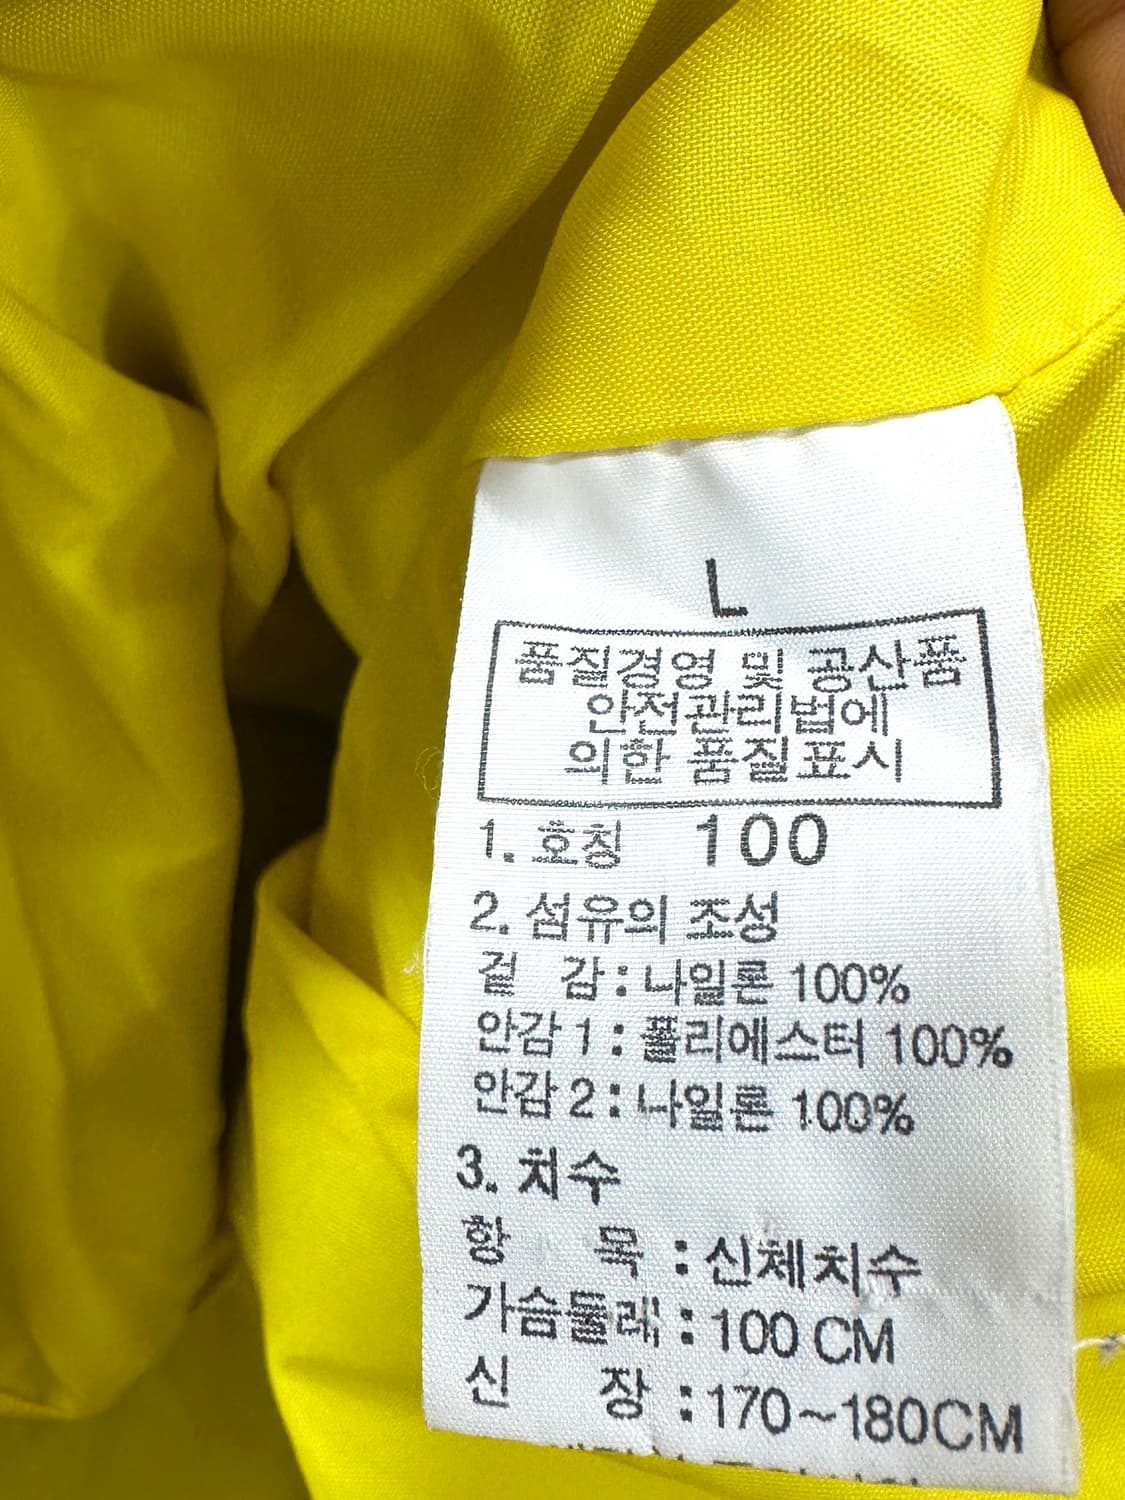 L
품질경영 및 공산품
안전관리법에
의한 품질표시
1. 호칭 100
2. 섬유의 조성
겉 감 : 나일론 100%
안감 1 : 폴리에스터 100%
안감 2 : 나일론 100%
3. 치수
항 목 : 신체치수
가슴둘레 : 100 CM
신 장 : 170~180CM